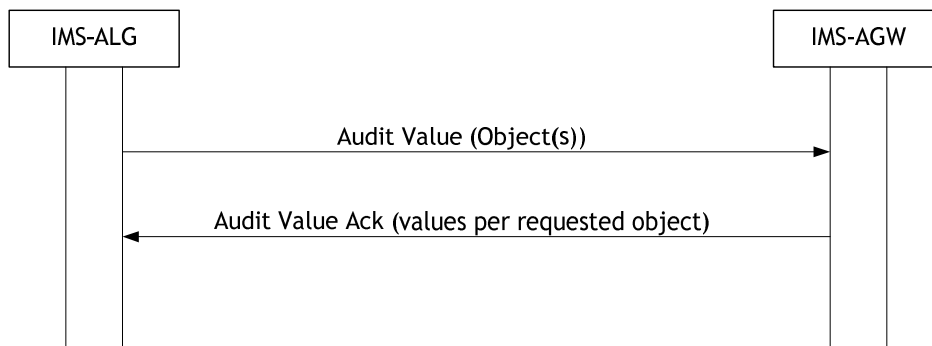 IMS-ALG
IMS-AGW
Audit Value (Object(s))
Audit Value Ack (values per requested object)